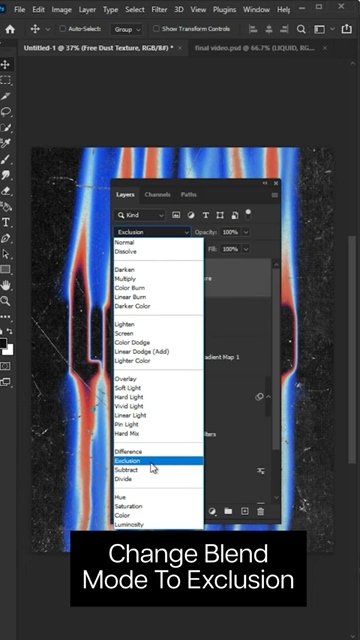 File Edit Image Layer Type Select Filter 3D View Plugins Window Help
Auto-Select: Group Show Transform Controls
Untitled-1 @ 37% (Free Dust Texture, RGB/8#) * × final video.psd @ 66.7% (LIQUID, RGB/8#) ×
Layers Channels Paths
Kind
Exclusion Opacity: 100%
Normal
Fill: 100%
Dissolve
Darken
Multiply
Color Burn
Linear Burn
Darker Color
Lighten
Screen
Color Dodge
Linear Dodge (Add)
Lighter Color
adient Map 1
Overlay
Soft Light
Hard Light
Vivid Light
Linear Light
Pin Light
Hard Mix
lters
Difference
Exclusion
Subtract
Divide
Hue
Saturation
Color
Luminosity
Change Blend
Mode To Exclusion